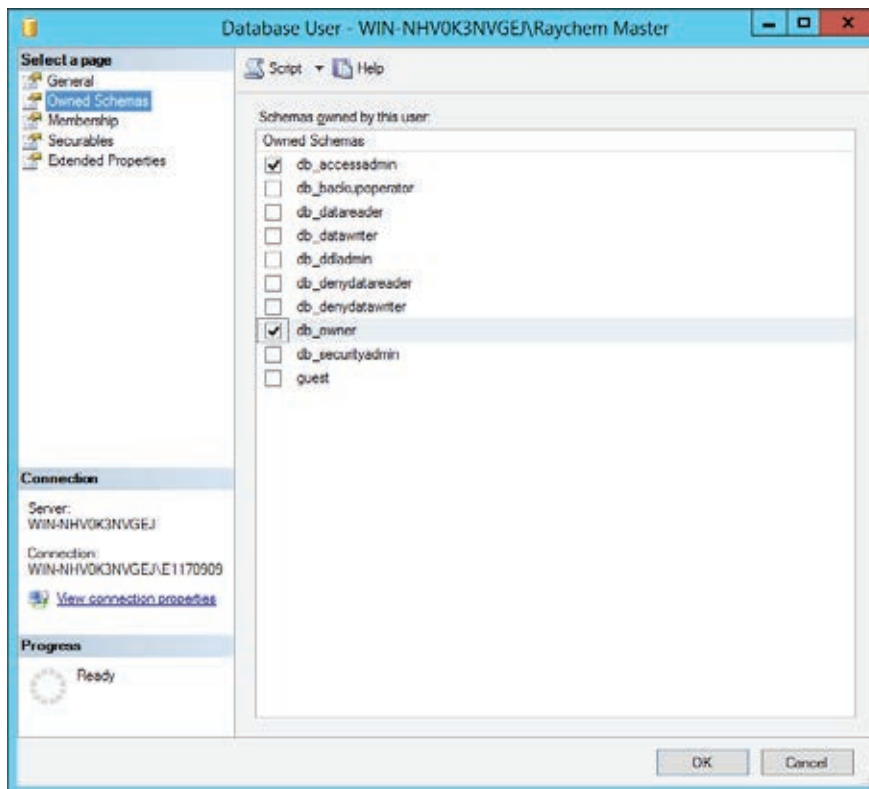 Database User - WIN-NHV0K3NVGEJ\Raychem Master
Select a page
General
Owned Schemas
Membership
Securables
Extended Properties
Script
Help
Schemas owned by this user:
Owned Schemas
db_accessadmin
db_backupoperator
db_datareader
db_datawriter
db_ddladmin
db_denydatareader
db_denydatawriter
db_owner
db_securityadmin
guest
Connection
Server:
WIN-NHV0K3NVGEJ
Connection:
WIN-NHV0K3NVGEJ\E1170909
View connection properties
Progress
Ready
OK
Cancel